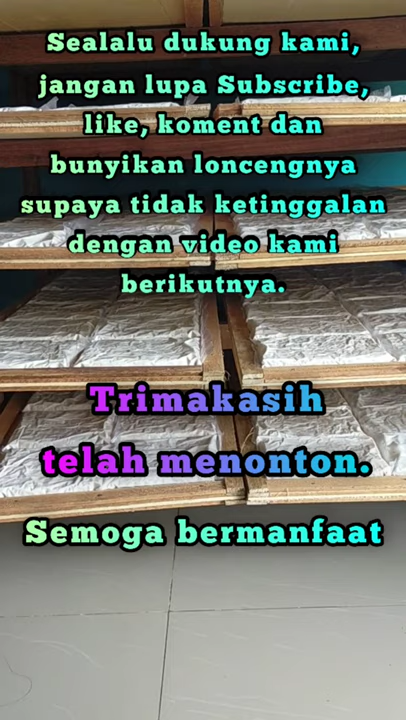 Sealalu dukung kami,
jangan lupa Subscribe,
like, koment dan
bunyikan loncengnya
supaya tidak ketinggalan
dengan video kami
berikutnya.
Trimakasih
telah menonton.
Semoga bermanfaat